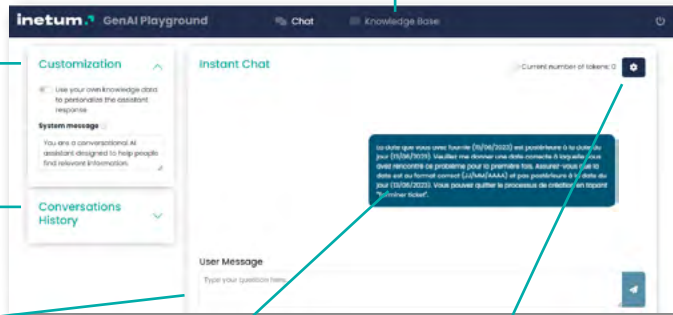 inetum. GenAI Playground
Chat
Knowledge Base
Customization
Use your own knowledge data
to personalize the assistant
response
System message
You are a conversational AI
assistant designed to help people
find relevant information.
Conversations
History
Instant Chat
Current number of tokens: 0
La date que vous avez fournie (15/06/2023) est postérieure à la date du
jour (13/06/2023). Veuillez me donner une date correcte à laquelle vous
avez rencontré ce problème pour la première fois. Assurez-vous que la
date est au format correct (JJ/MM/AAAA) et pas postérieure à la date du
jour (13/06/2023). Vous pouvez quitter le processus de création en tapant
"Terminer ticket".
User Message
Type your question here...